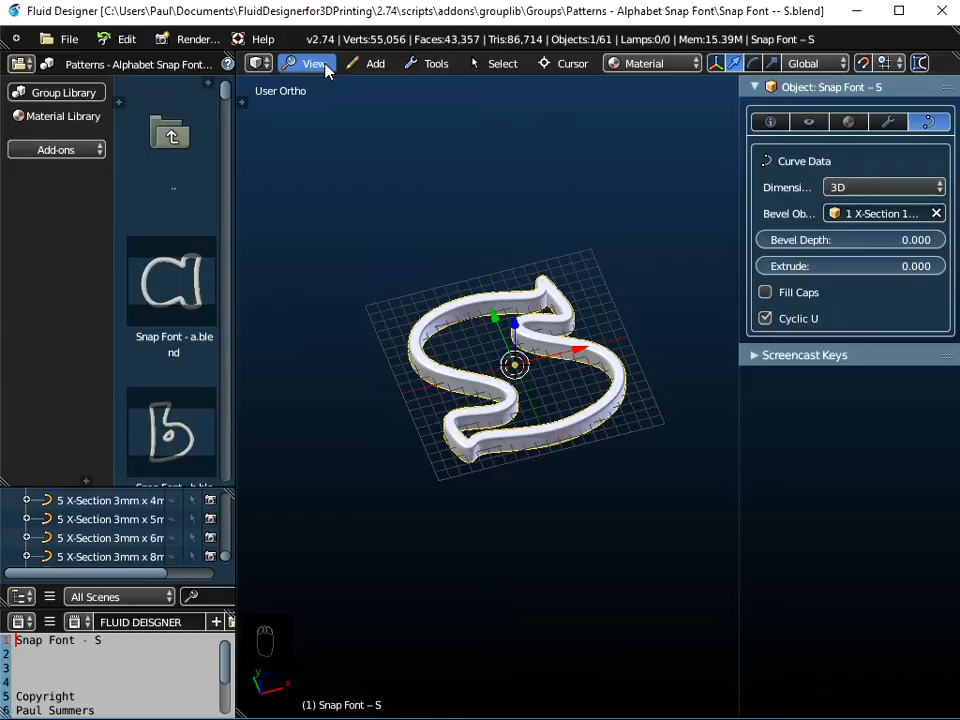 Fluid Designer [C:\Users\Paul\Documents\FluidDesignerfor3DPrinting\2.74\scripts\addons\grouplib\Groups\Patterns - Alphabet Snap Font\Snap Font -- S.blend]
File Edit Render... Help v2.74 | Verts:55,056 | Faces:43,357 | Tris:86,714 | Objects:1/61 | Lamps:0/0 | Mem:15.39M | Snap Font – S
Patterns - Alphabet Snap Font...
View Add Tools Select Cursor Material Global
Group Library
Material Library
Add-ons
..
Snap Font - a.ble
nd
Snap Font - b.ble
User Ortho
Object: Snap Font – S
Curve Data
Dimensi... 3D
Bevel Ob... 1 X-Section 1...
Bevel Depth: 0.000
Extrude: 0.000
Fill Caps
Cyclic U
Screencast Keys
5 X-Section 3mm x 4m
5 X-Section 3mm x 5m
5 X-Section 3mm x 6m
5 X-Section 3mm x 8m
All Scenes
FLUID DEISGNER
1 Snap Font - S
2
3
4
5 Copyright
6 Paul Summers
y
x
(1) Snap Font – S